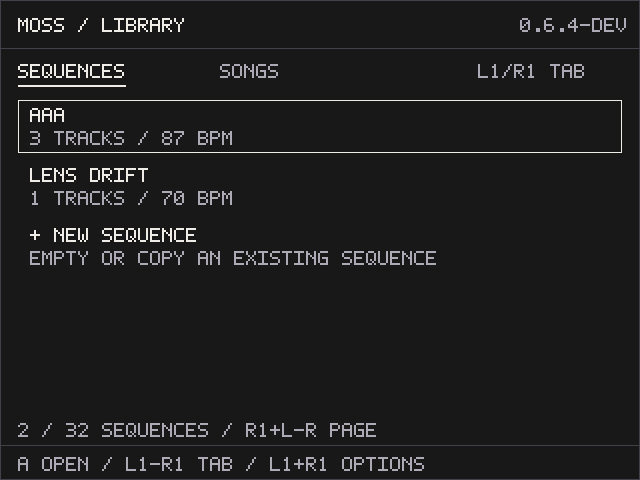 MOSS / LIBRARY
0.6.4-DEV
SEQUENCES SONGS L1/R1 TAB
AAA
3 TRACKS / 87 BPM
LENS DRIFT
1 TRACKS / 70 BPM
+ NEW SEQUENCE
EMPTY OR COPY AN EXISTING SEQUENCE
2 / 32 SEQUENCES / R1+L-R PAGE
A OPEN / L1-R1 TAB / L1+R1 OPTIONS